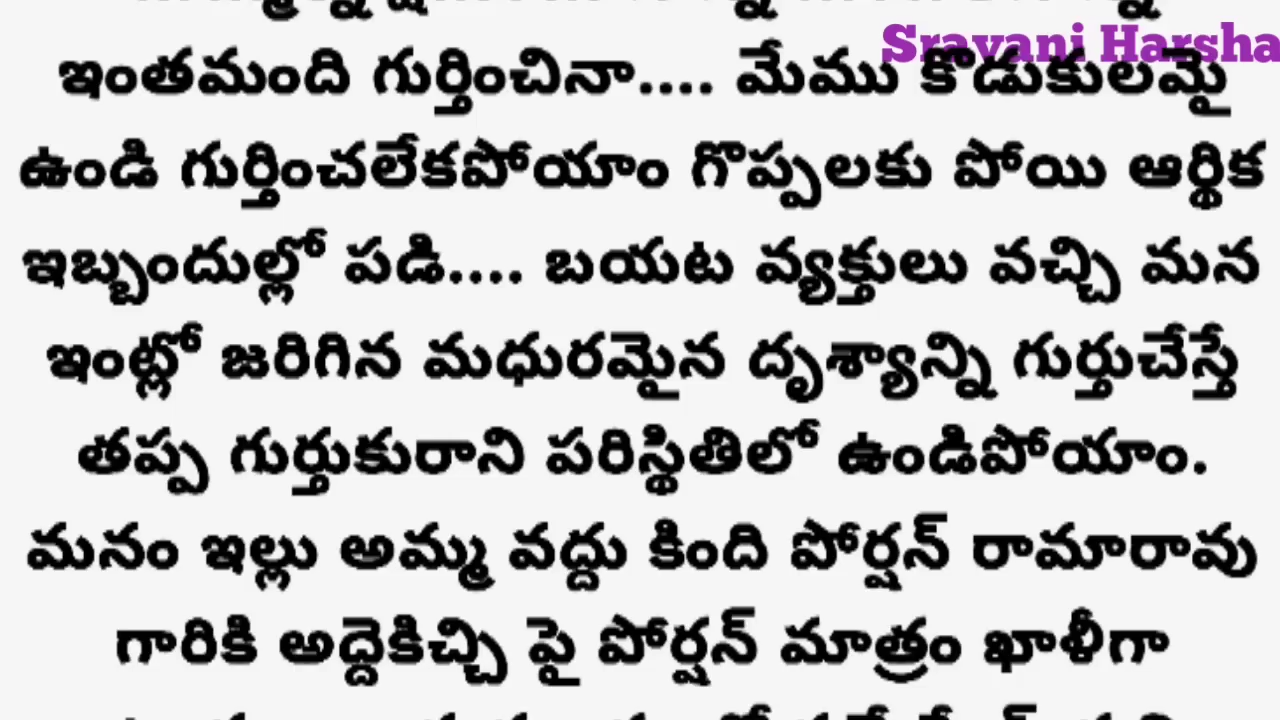 Sravani Harsha
ఇంతమంది గుర్తించినా.... మేము కొడుకులమై
ఉండి గుర్తించలేకపోయాం గొప్పలకు పోయి ఆర్థిక
ఇబ్బందుల్లో పడి.... బయట వ్యక్తులు వచ్చి మన
ఇంట్లో జరిగిన మధురమైన దృశ్యాన్ని గుర్తుచేస్తే
తప్ప గుర్తుకురాని పరిస్థితిలో ఉండిపోయాం.
మనం ఇల్లు అమ్మ వద్దు కింది పోర్షన్ రామారావు
గారికి అద్దెకిచ్చి పై పోర్షన్ మాత్రం ఖాళీగా